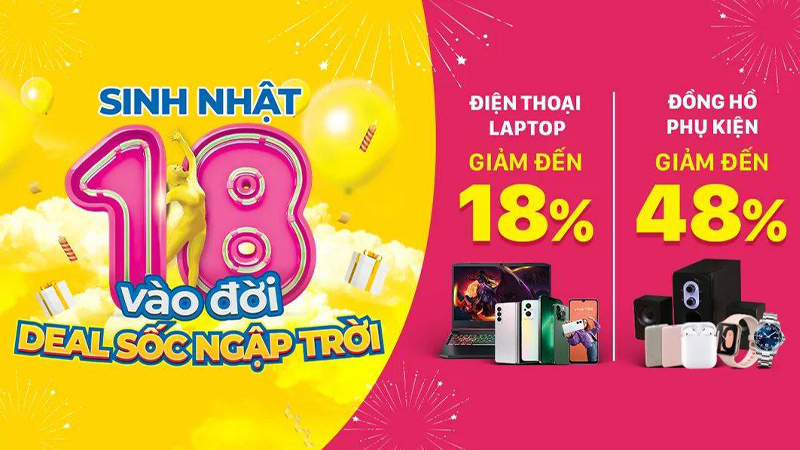 SINH NHẬT
18
vào đời
DEAL SỐC NGẬP TRỜI
ĐIỆN THOẠI
LAPTOP
GIẢM ĐẾN
18%
ĐỒNG HỒ
PHỤ KIỆN
GIẢM ĐẾN
48%